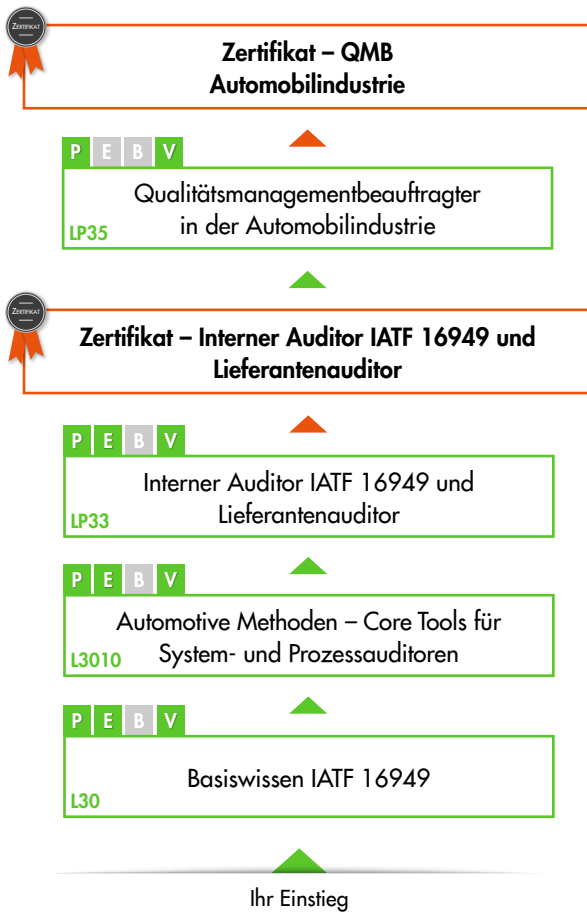 ZERTIFIKAT
Zertifikat – QMB
Automobilindustrie
P E B V
Qualitätsmanagementbeauftragter
in der Automobilindustrie
LP35
ZERTIFIKAT
Zertifikat – Interner Auditor IATF 16949 und
Lieferantenauditor
P E B V
Interner Auditor IATF 16949 und
Lieferantenauditor
LP33
P E B V
Automotive Methoden – Core Tools für
System- und Prozessauditoren
L3010
P E B V
Basiswissen IATF 16949
L30
Ihr Einstieg